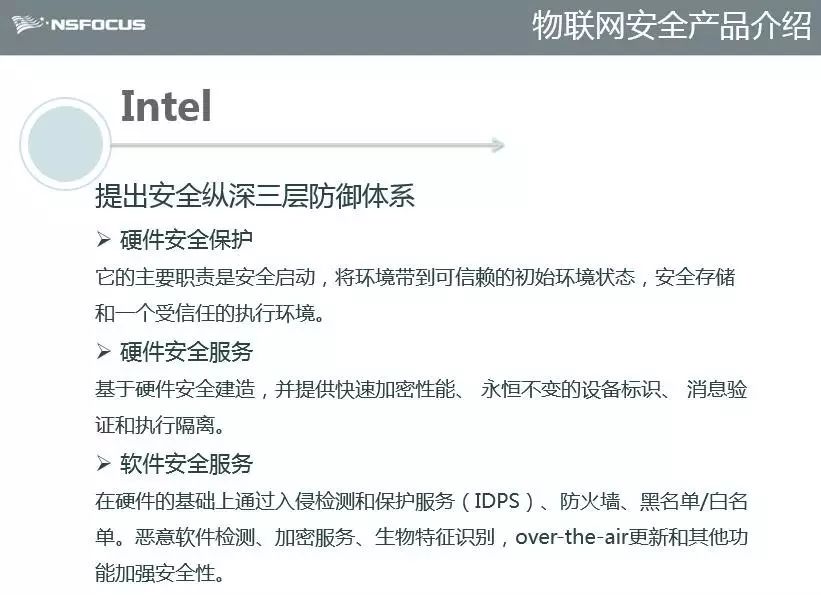 NSFOCUS
物联网安全产品介绍
Intel
提出安全纵深三层防御体系
➢ 硬件安全保护
它的主要职责是安全启动，将环境带到可信赖的初始环境状态，安全存储
和一个受信任的执行环境。
➢ 硬件安全服务
基于硬件安全建造，并提供快速加密性能、 永恒不变的设备标识、 消息验
证和执行隔离。
➢ 软件安全服务
在硬件的基础上通过入侵检测和保护服务（IDPS）、防火墙、黑名单/白名
单。恶意软件检测、加密服务、生物特征识别，over-the-air更新和其他功
能加强安全性。